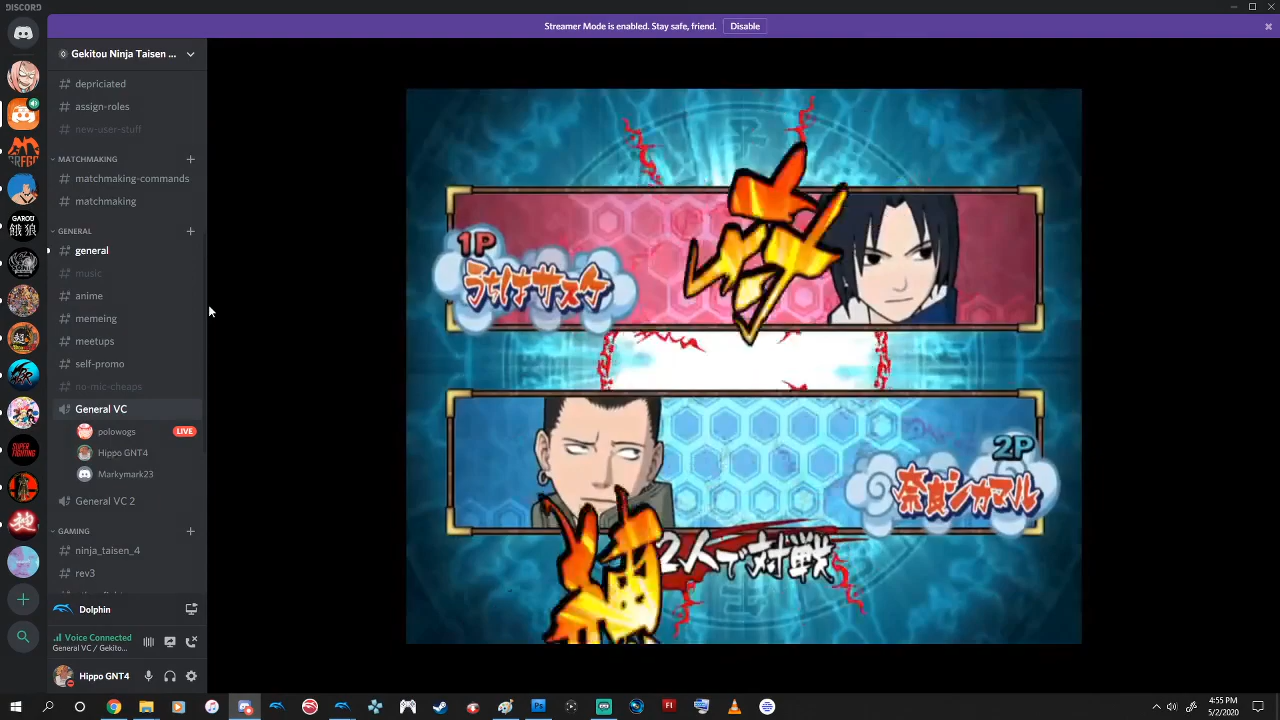 DISCORD
Streamer Mode is enabled. Stay safe, friend. Disable
Gekitou Ninja Taisen ...
depriciated
assign-roles
new-user-stuff
MATCHMAKING
matchmaking-commands
matchmaking
GENERAL
general
music
anime
memeing
meetups
self-promo
no-mic-cheaps
General VC
polowogs LIVE
Hippo GNT4
Markymark23
General VC 2
GAMING
ninja_taisen_4
rev3
Dolphin
Voice Connected
General VC / Gekito...
Hippo GNT4
GAROU
餓狼
1P
うちはサスケ
2P
奈良シカマル
2人で対戦
4:55 PM
5/2/2020